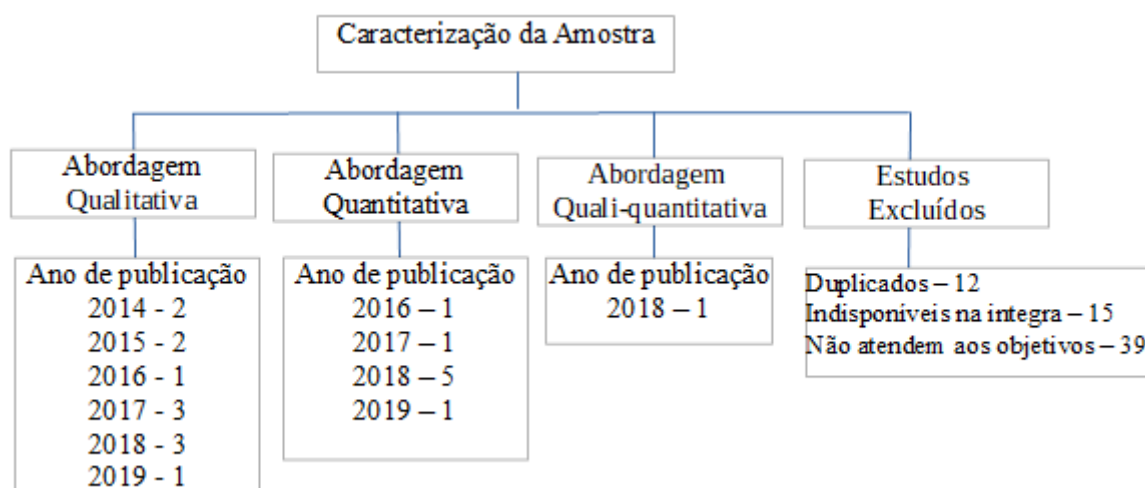 Caracterização da Amostra
Abordagem
Qualitativa
Ano de publicação
2014 - 2
2015 - 2
2016 - 1
2017 - 3
2018 - 3
2019 - 1
Abordagem
Quantitativa
Ano de publicação
2016 – 1
2017 – 1
2018 – 5
2019 – 1
Abordagem
Quali-quantitativa
Ano de publicação
2018 – 1
Estudos
Excluídos
Duplicados – 12
Indisponíveis na integra – 15
Não atendem aos objetivos – 39